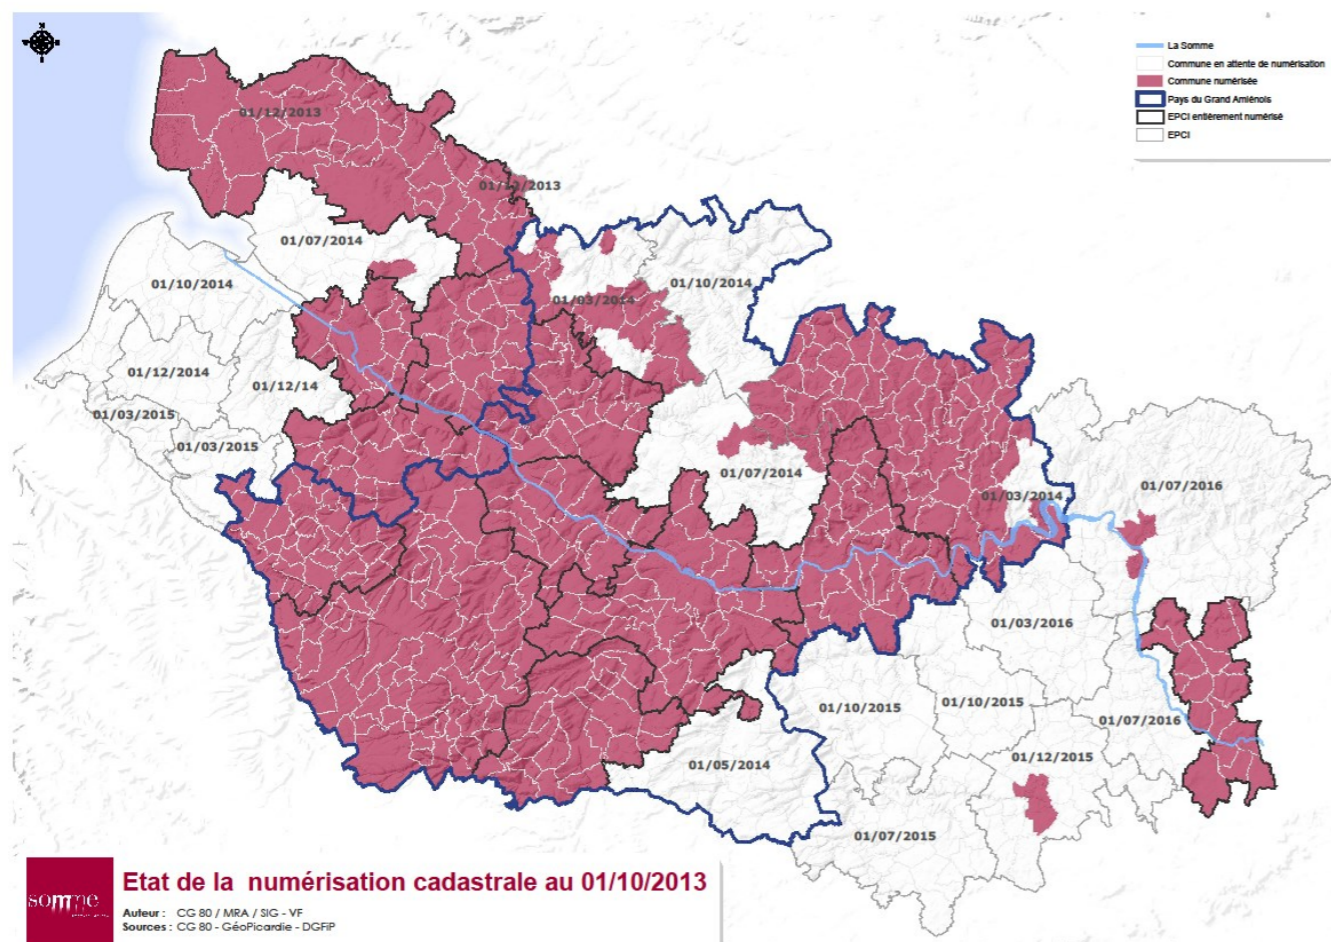 La Somme
Commune en attente de numérisation
Commune numérisée
Pays du Grand Amiénois
EPCI entièrement numérisé
EPCI
01/12/2013
01/12/2013
01/07/2014
01/10/2014
01/10/2014
01/03/2014
01/12/2014
01/12/14
01/03/2015
01/03/2015
01/07/2014
01/03/2014
01/07/2016
01/03/2016
01/10/2015
01/10/2015
01/07/2016
01/12/2015
01/05/2014
01/07/2015
somme
Etat de la numérisation cadastrale au 01/10/2013
Auteur : CG 80 / MRA / SIG - VF
Sources : CG 80 - GéoPicardie - DGFiP